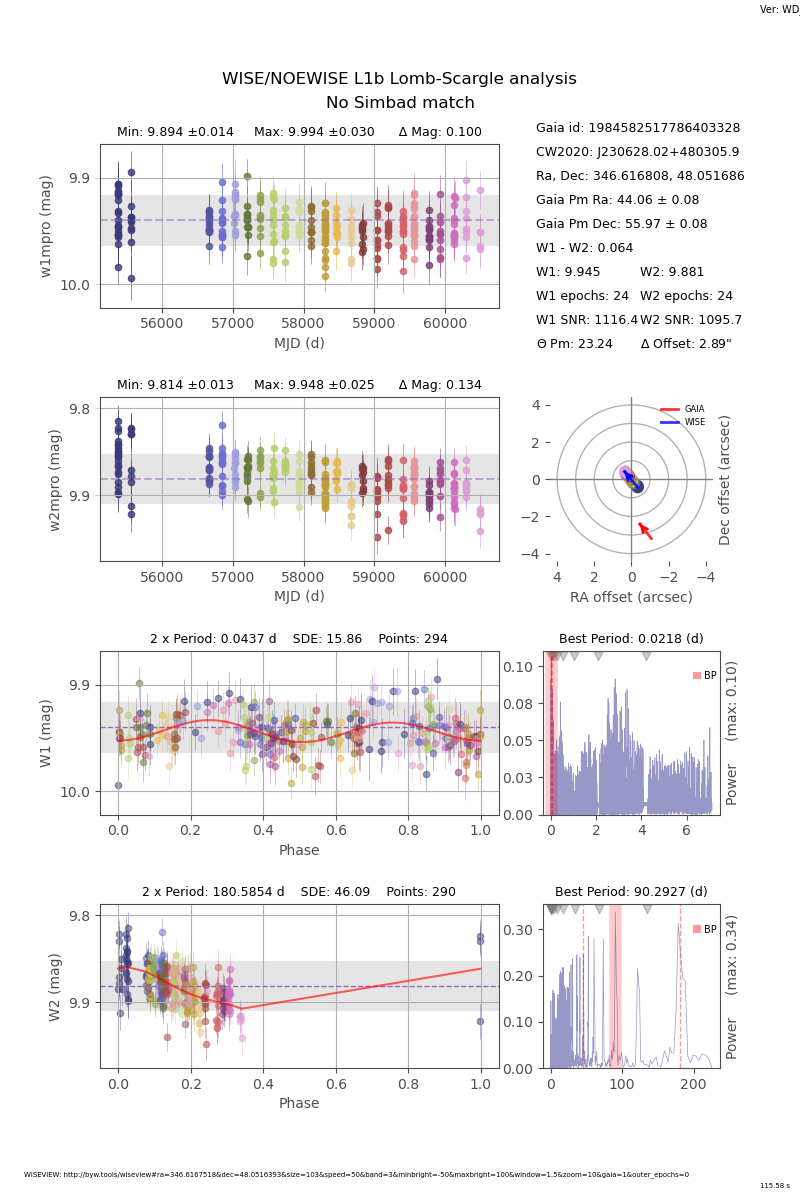 Ver: WD_
WISE/NOEWISE L1b Lomb-Scargle analysis
No Simbad match
Min: 9.894 ±0.014 Max: 9.994 ±0.030 Δ Mag: 0.100
w1mpro (mag)
9.9
10.0
56000 57000 58000 59000 60000
MJD (d)
Gaia id: 1984582517786403328
CW2020: J230628.02+480305.9
Ra, Dec: 346.616808, 48.051686
Gaia Pm Ra: 44.06 ± 0.08
Gaia Pm Dec: 55.97 ± 0.08
W1 - W2: 0.064
W1: 9.945 W2: 9.881
W1 epochs: 24 W2 epochs: 24
W1 SNR: 1116.4 W2 SNR: 1095.7
Θ Pm: 23.24 Δ Offset: 2.89"
Min: 9.814 ±0.013 Max: 9.948 ±0.025 Δ Mag: 0.134
w2mpro (mag)
9.8
9.9
56000 57000 58000 59000 60000
MJD (d)
GAIA
WISE
4
2
0
−2
−4
4 2 0 −2 −4
RA offset (arcsec)
Dec offset (arcsec)
2 x Period: 0.0437 d SDE: 15.86 Points: 294
W1 (mag)
9.9
10.0
0.0 0.2 0.4 0.6 0.8 1.0
Phase
Best Period: 0.0218 (d)
BP
0.10
0.08
0.05
0.03
0.00
0 2 4 6
Power (max: 0.10)
2 x Period: 180.5854 d SDE: 46.09 Points: 290
W2 (mag)
9.8
9.9
0.0 0.2 0.4 0.6 0.8 1.0
Phase
Best Period: 90.2927 (d)
BP
0.30
0.20
0.10
0.00
0 100 200
Power (max: 0.34)
WISEVIEW: http://byw.tools/wiseview#ra=346.6167518&dec=48.0516393&size=103&speed=50&band=3&minbright=-50&maxbright=100&window=1.5&zoom=10&gaia=1&outer_epochs=0
115.58 s